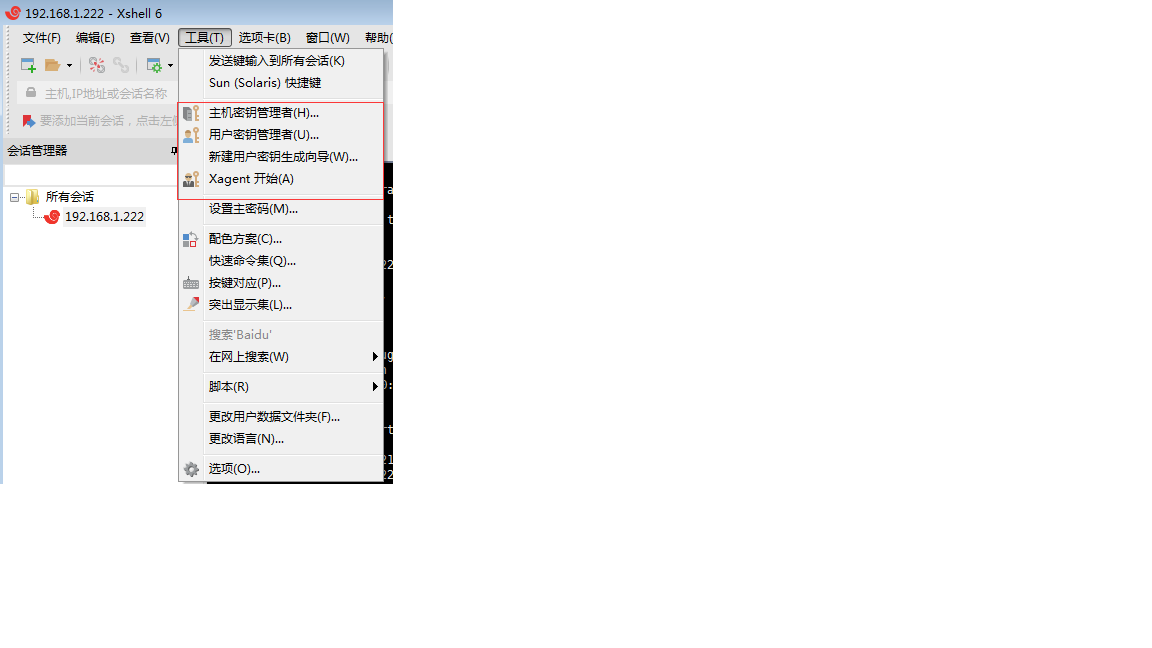 192.168.1.222 - Xshell 6
文件(F) 编辑(E) 查看(V) 工具(T) 选项卡(B) 窗口(W) 帮助(
发送键输入到所有会话(K)
Sun (Solaris) 快捷键
主机,IP地址或会话名称
主机密钥管理者(H)...
要添加当前会话，点击左
用户密钥管理者(U)...
会话管理器
新建用户密钥生成向导(W)...
Xagent 开始(A)
所有会话
设置主密码(M)...
192.168.1.222
配色方案(C)...
快速命令集(Q)...
按键对应(P)...
突出显示集(L)...
搜索'Baidu'
在网上搜索(W)
脚本(R)
更改用户数据文件夹(F)...
更改语言(N)...
选项(O)...